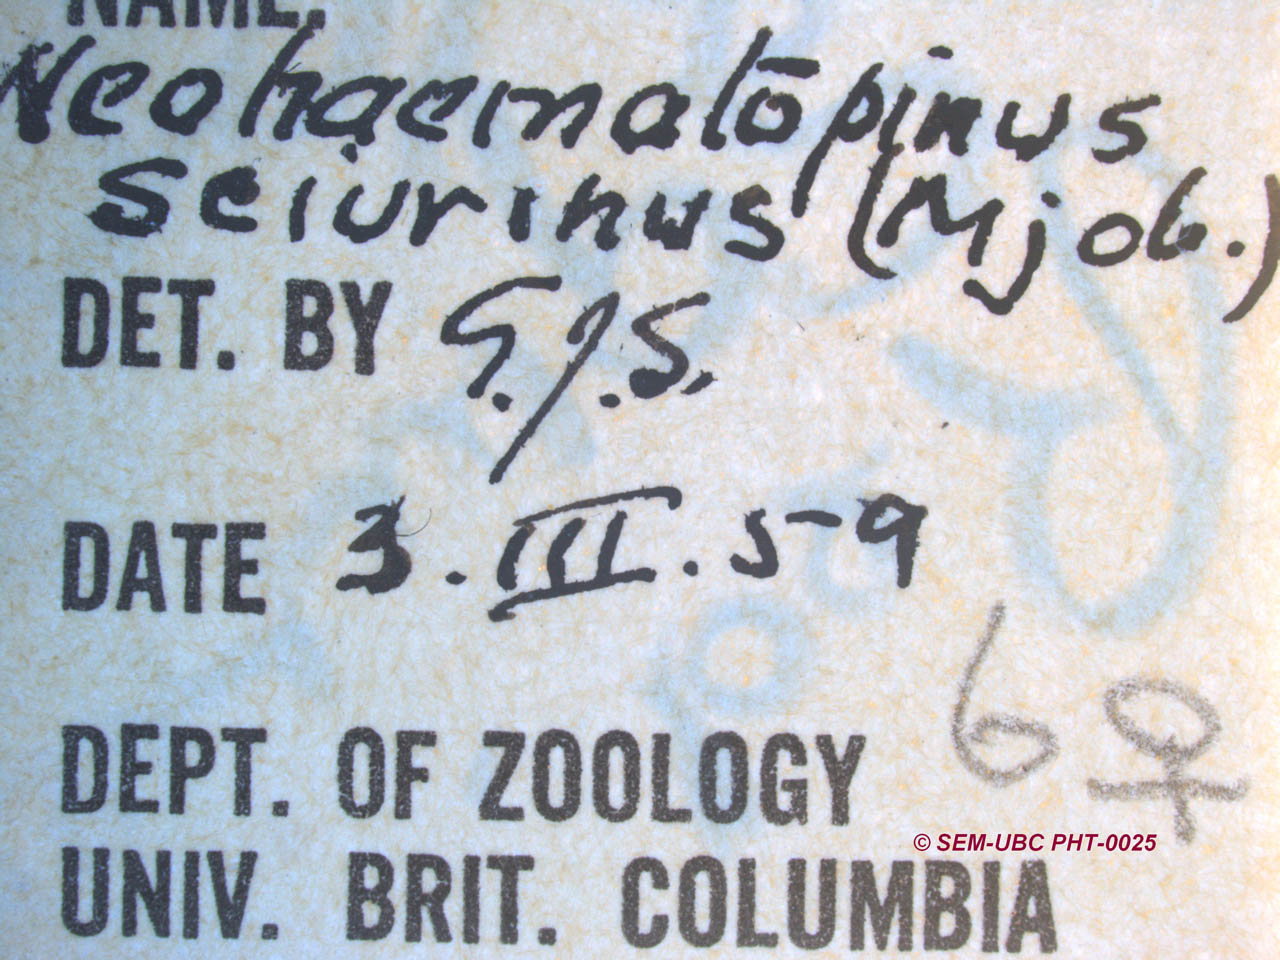 NAME.
Neohaematopinus
sciurinus (Mjob.)
DET. BY G.J.S.
DATE 3.III.59
6 ♀
DEPT. OF ZOOLOGY
© SEM-UBC PHT-0025
UNIV. BRIT. COLUMBIA